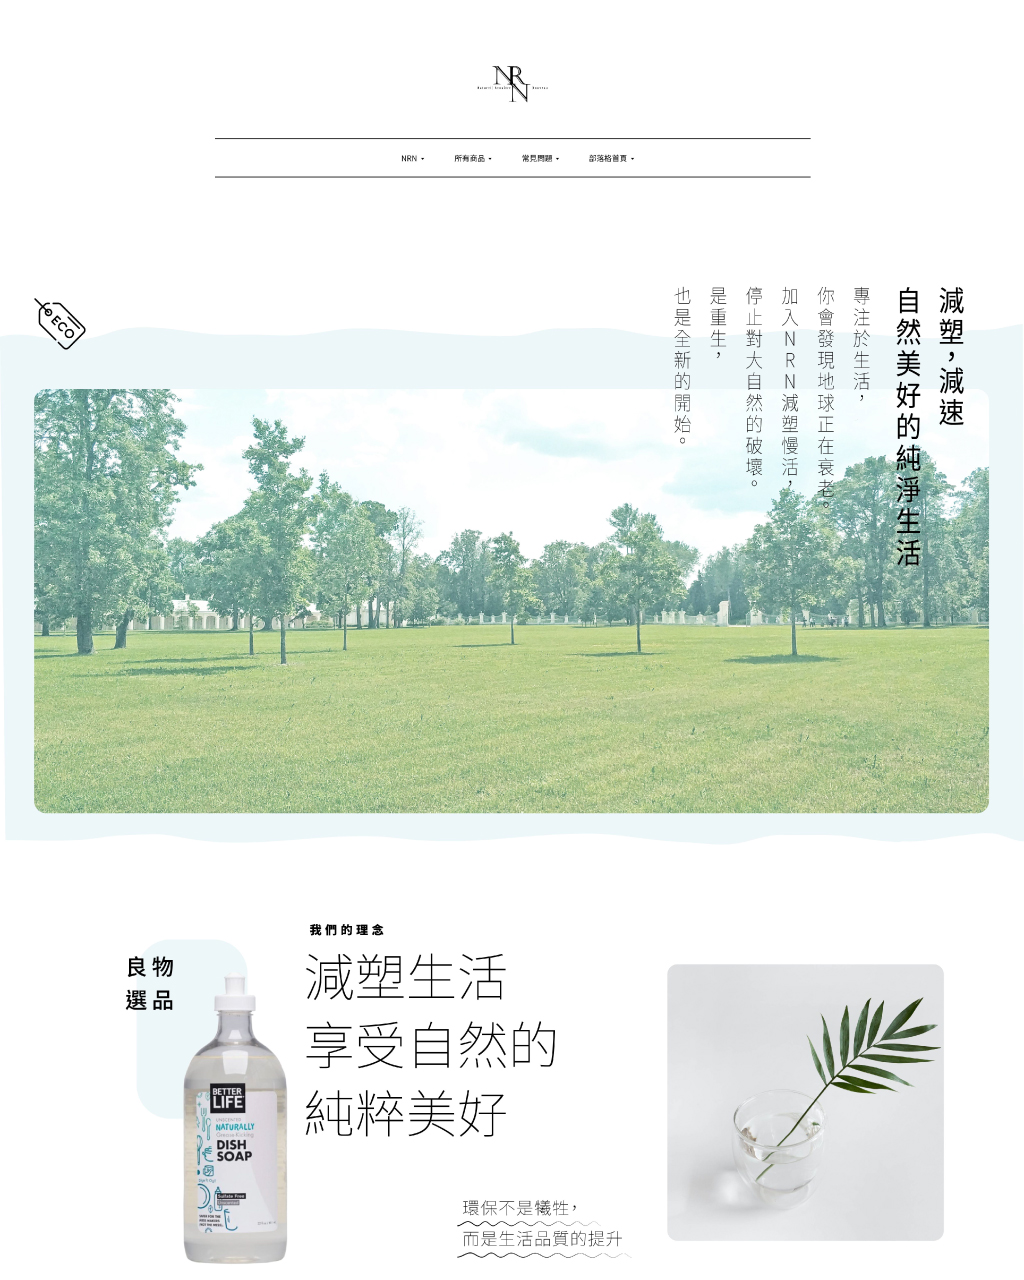 NRN
NRN
所有商品
常見問題
部落格首頁
ECO
減塑，減速
自然美好的純淨生活
專注於生活，
你會發現地球正在衰老。
加入NRN減塑慢活，
停止對大自然的破壞。
是重生，
也是全新的開始。
我們的理念
良物
選品
減塑生活
享受自然的
純粹美好
BETTER
LIFE
NATURALLY
DISH
SOAP
Sulfate Free
環保不是犧牲，
而是生活品質的提升